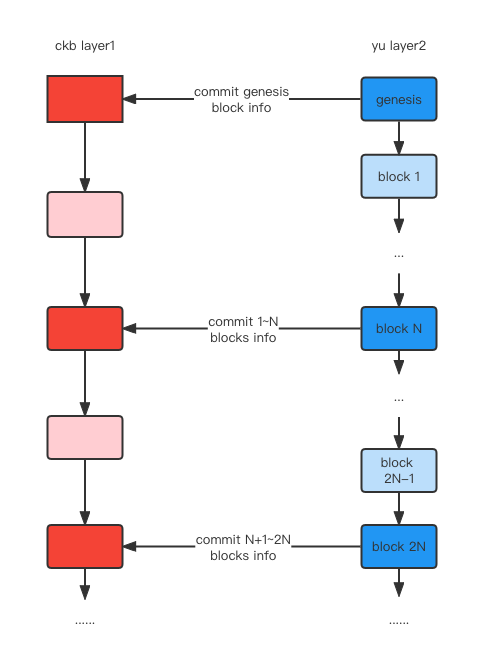 ckb layer1
yu layer2
commit genesis
block info
genesis
block 1
...
commit 1~N
blocks info
block N
...
block
2N-1
commit N+1~2N
blocks info
block 2N
......
......